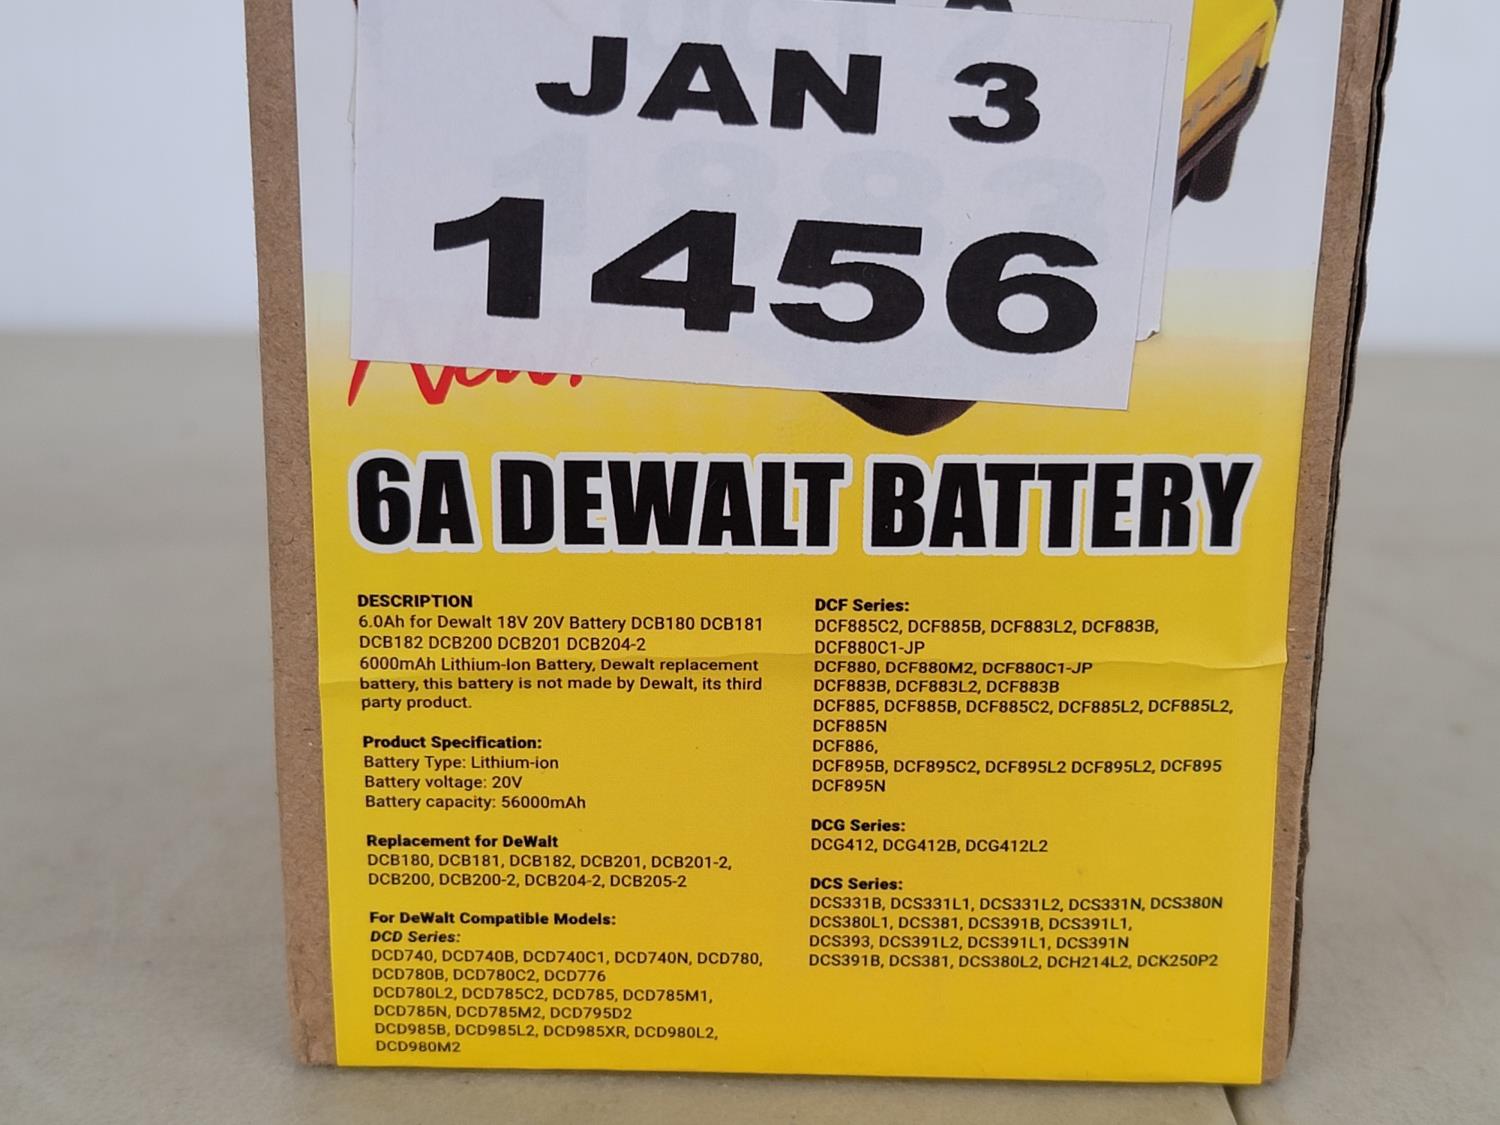 JAN 3
1456
New!
6A DEWALT BATTERY
DESCRIPTION
6.0Ah for Dewalt 18V 20V Battery DCB180 DCB181
DCB182 DCB200 DCB201 DCB204-2
6000mAh Lithium-Ion Battery, Dewalt replacement
battery, this battery is not made by Dewalt, its third
party product.
Product Specification:
Battery Type: Lithium-ion
Battery voltage: 20V
Battery capacity: 56000mAh
Replacement for DeWalt
DCB180, DCB181, DCB182, DCB201, DCB201-2,
DCB200, DCB200-2, DCB204-2, DCB205-2
For DeWalt Compatible Models:
DCD Series:
DCD740, DCD740B, DCD740C1, DCD740N, DCD780,
DCD780B, DCD780C2, DCD776
DCD780L2, DCD785C2, DCD785, DCD785M1,
DCD785N, DCD785M2, DCD795D2
DCD985B, DCD985L2, DCD985XR, DCD980L2,
DCD980M2
DCF Series:
DCF885C2, DCF885B, DCF883L2, DCF883B,
DCF880C1-JP
DCF880, DCF880M2, DCF880C1-JP
DCF883B, DCF883L2, DCF883B
DCF885, DCF885B, DCF885C2, DCF885L2, DCF885L2,
DCF885N
DCF886,
DCF895B, DCF895C2, DCF895L2 DCF895L2, DCF895
DCF895N
DCG Series:
DCG412, DCG412B, DCG412L2
DCS Series:
DCS331B, DCS331L1, DCS331L2, DCS331N, DCS380N
DCS380L1, DCS381, DCS391B, DCS391L1,
DCS393, DCS391L2, DCS391L1, DCS391N
DCS391B, DCS381, DCS380L2, DCH214L2, DCK250P2